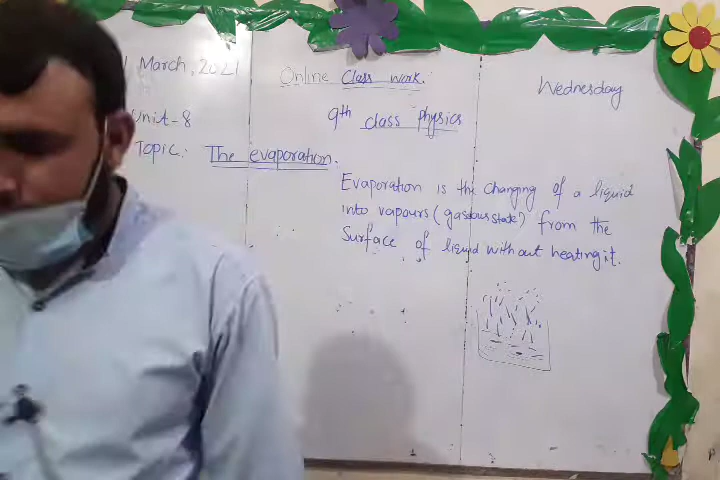 March, 2021
Online Class Work.
Wednesday
Unit-8
9th class physics
Topic: The evaporation.
Evaporation is the changing of a liquid
into vapours (gaseous state) from the
Surface of liquid without heating it.